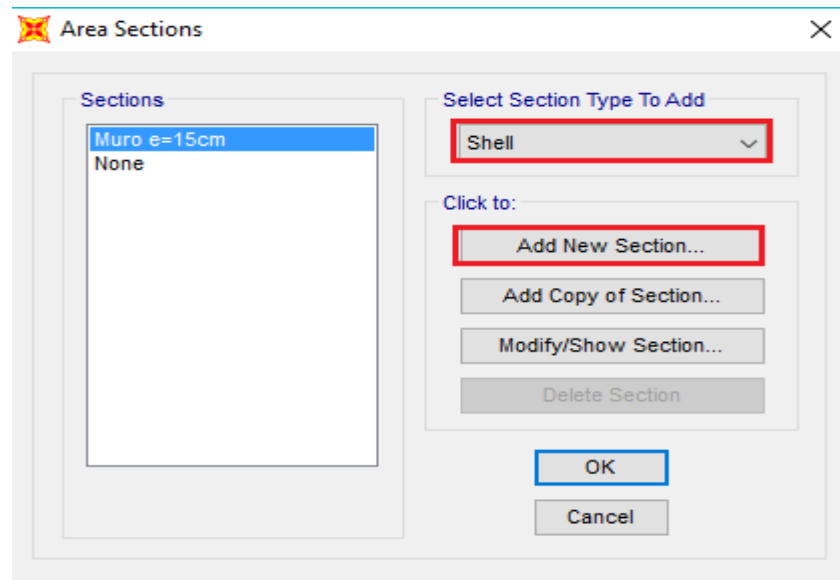 Area Sections
Sections
Muro e=15cm
None
Select Section Type To Add
Shell
Click to:
Add New Section...
Add Copy of Section...
Modify/Show Section...
Delete Section
OK
Cancel